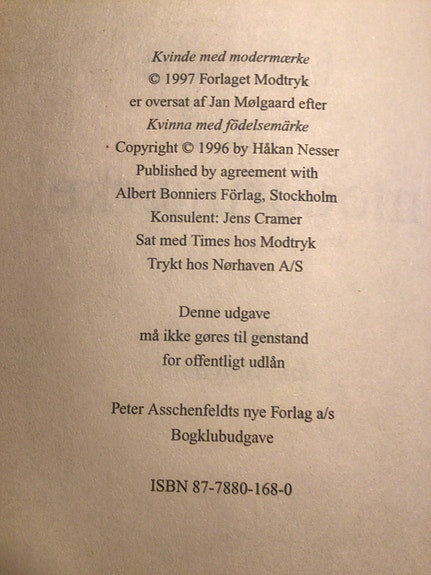 Kvinde med modermærke
© 1997 Forlaget Modtryk
er oversat af Jan Mølgaard efter
Kvinna med födelsemärke
Copyright © 1996 by Håkan Nesser
Published by agreement with
Albert Bonniers Förlag, Stockholm
Konsulent: Jens Cramer
Sat med Times hos Modtryk
Trykt hos Nørhaven A/S
Denne udgave
må ikke gøres til genstand
for offentligt udlån
Peter Asschenfeldts nye Forlag a/s
Bogklubudgave
ISBN 87-7880-168-0